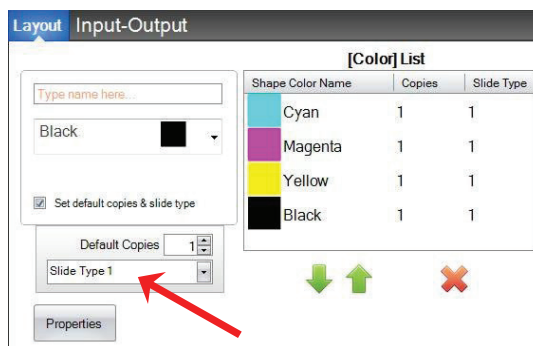 Layout Input-Output
Type name here...
Black
Set default copies & slide type
Default Copies 1
Slide Type 1
Properties
[Color] List
Shape Color Name Copies Slide Type
Cyan 1 1
Magenta 1 1
Yellow 1 1
Black 1 1